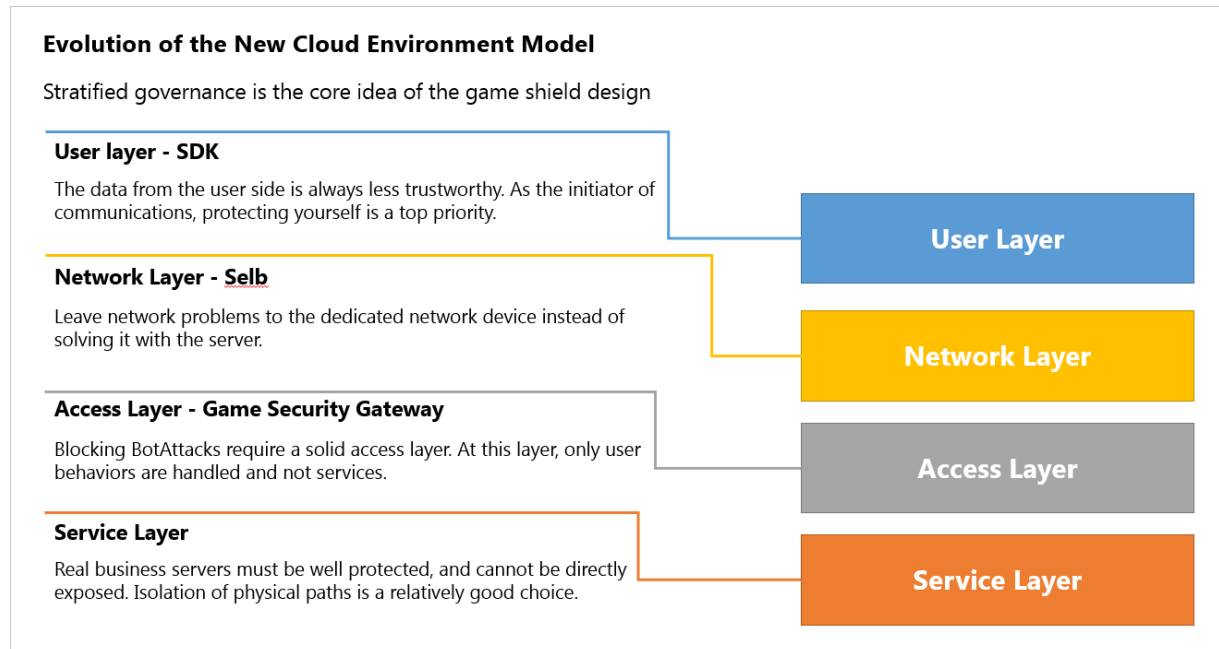 Evolution of the New Cloud Environment Model
Stratified governance is the core idea of the game shield design
User layer - SDK
The data from the user side is always less trustworthy. As the initiator of
communications, protecting yourself is a top priority.
User Layer
Network Layer - Selb
Leave network problems to the dedicated network device instead of
solving it with the server.
Network Layer
Access Layer - Game Security Gateway
Blocking BotAttacks require a solid access layer. At this layer, only user
behaviors are handled and not services.
Access Layer
Service Layer
Real business servers must be well protected, and cannot be directly
exposed. Isolation of physical paths is a relatively good choice.
Service Layer